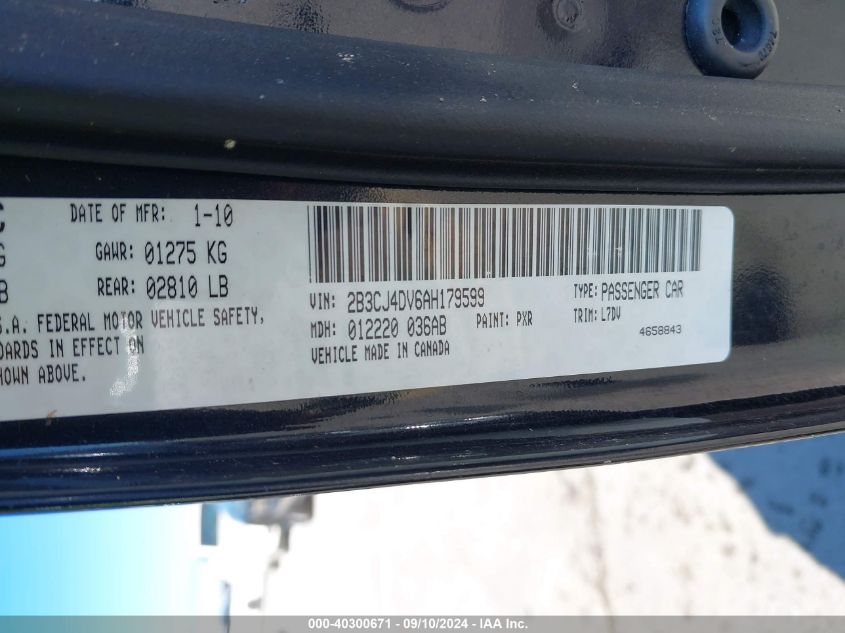 DATE OF MFR: 1-10
GAWR: 01275 KG
REAR: 02810 LB
S.A. FEDERAL MOTOR VEHICLE SAFETY,
IN EFFECT ON
ABOVE.
VIN: 2B3CJ4DV6AH179599
TYPE: PASSENGER CAR
MDH: 012220 036AB
PAINT: PXR
TRIM: L7DV
VEHICLE MADE IN CANADA
4658843
000-40300671 - 09/10/2024 - IAA Inc.